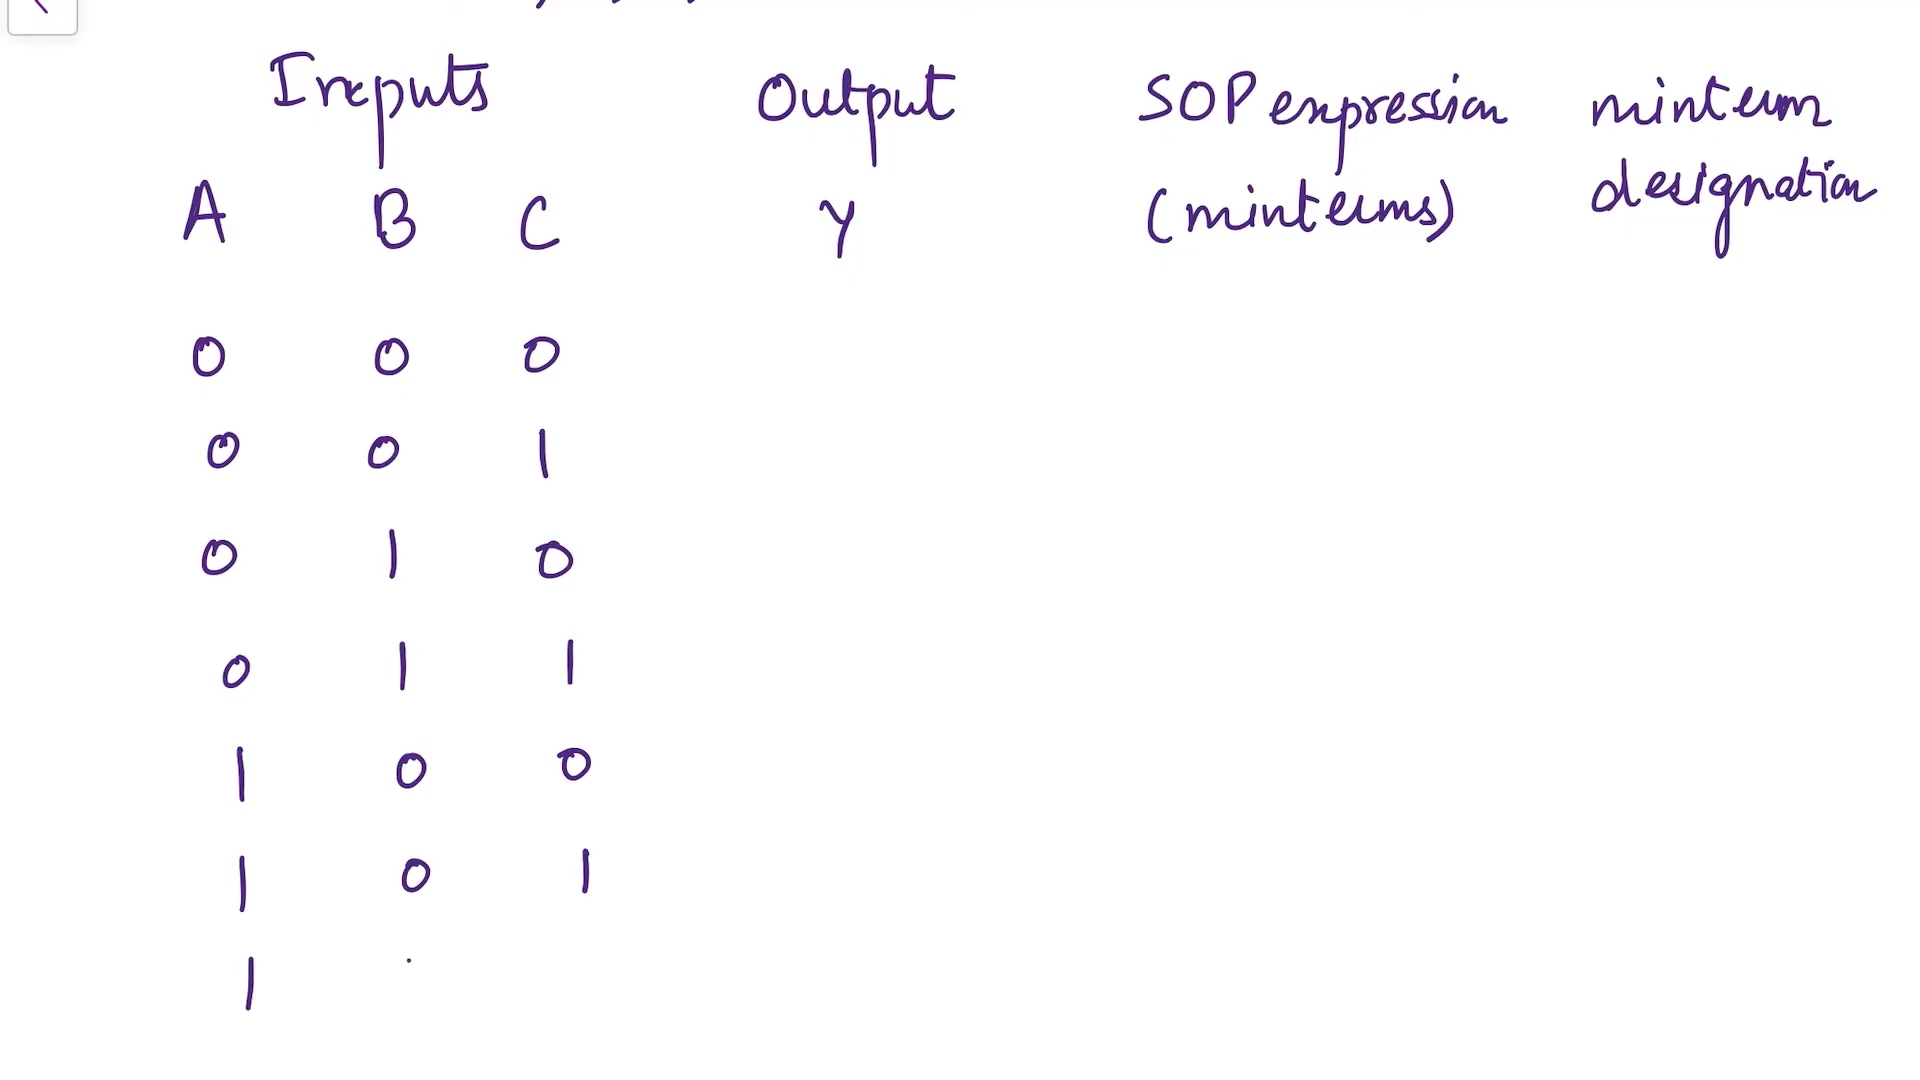 Inputs Output SOP expression minterm
A B C Y (minterms) designation
0 0 0
0 0 1
0 1 0
0 1 1
1 0 0
1 0 1
1